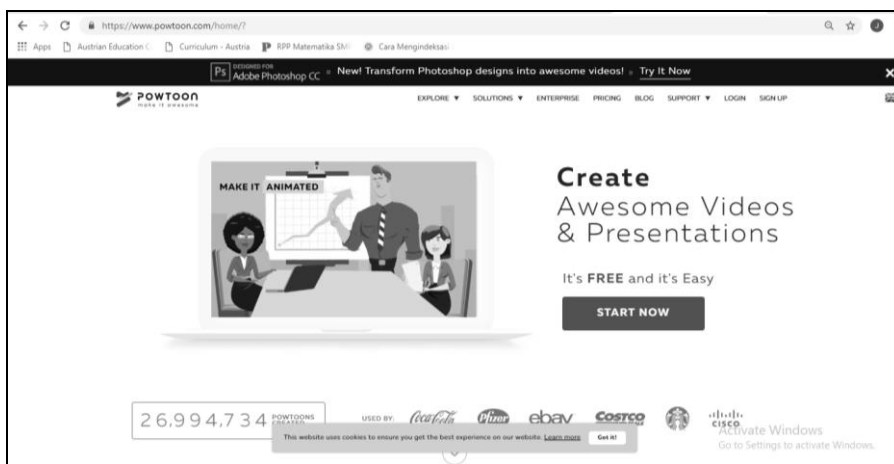 https://www.powtoon.com/home/?
Apps Austrian Education C Curriculum - Austria RPP Matematika SM Cara Mengindeksasi
Ps DESIGNED FOR Adobe Photoshop CC » New! Transform Photoshop designs into awesome videos! » Try It Now
POWTOON
make it awesome
EXPLORE ▼ SOLUTIONS ▼ ENTERPRISE PRICING BLOG SUPPORT ▼ LOGIN SIGN UP
MAKE IT ANIMATED
Create
Awesome Videos
& Presentations
It's FREE and it's Easy
START NOW
26,994,734 POWTOONS CREATED
USED BY: Coca-Cola Pfizer ebay COSTCO CISCO
This website uses cookies to ensure you get the best experience on our website. Learn more Got it!
Activate Windows
Go to Settings to activate Windows.